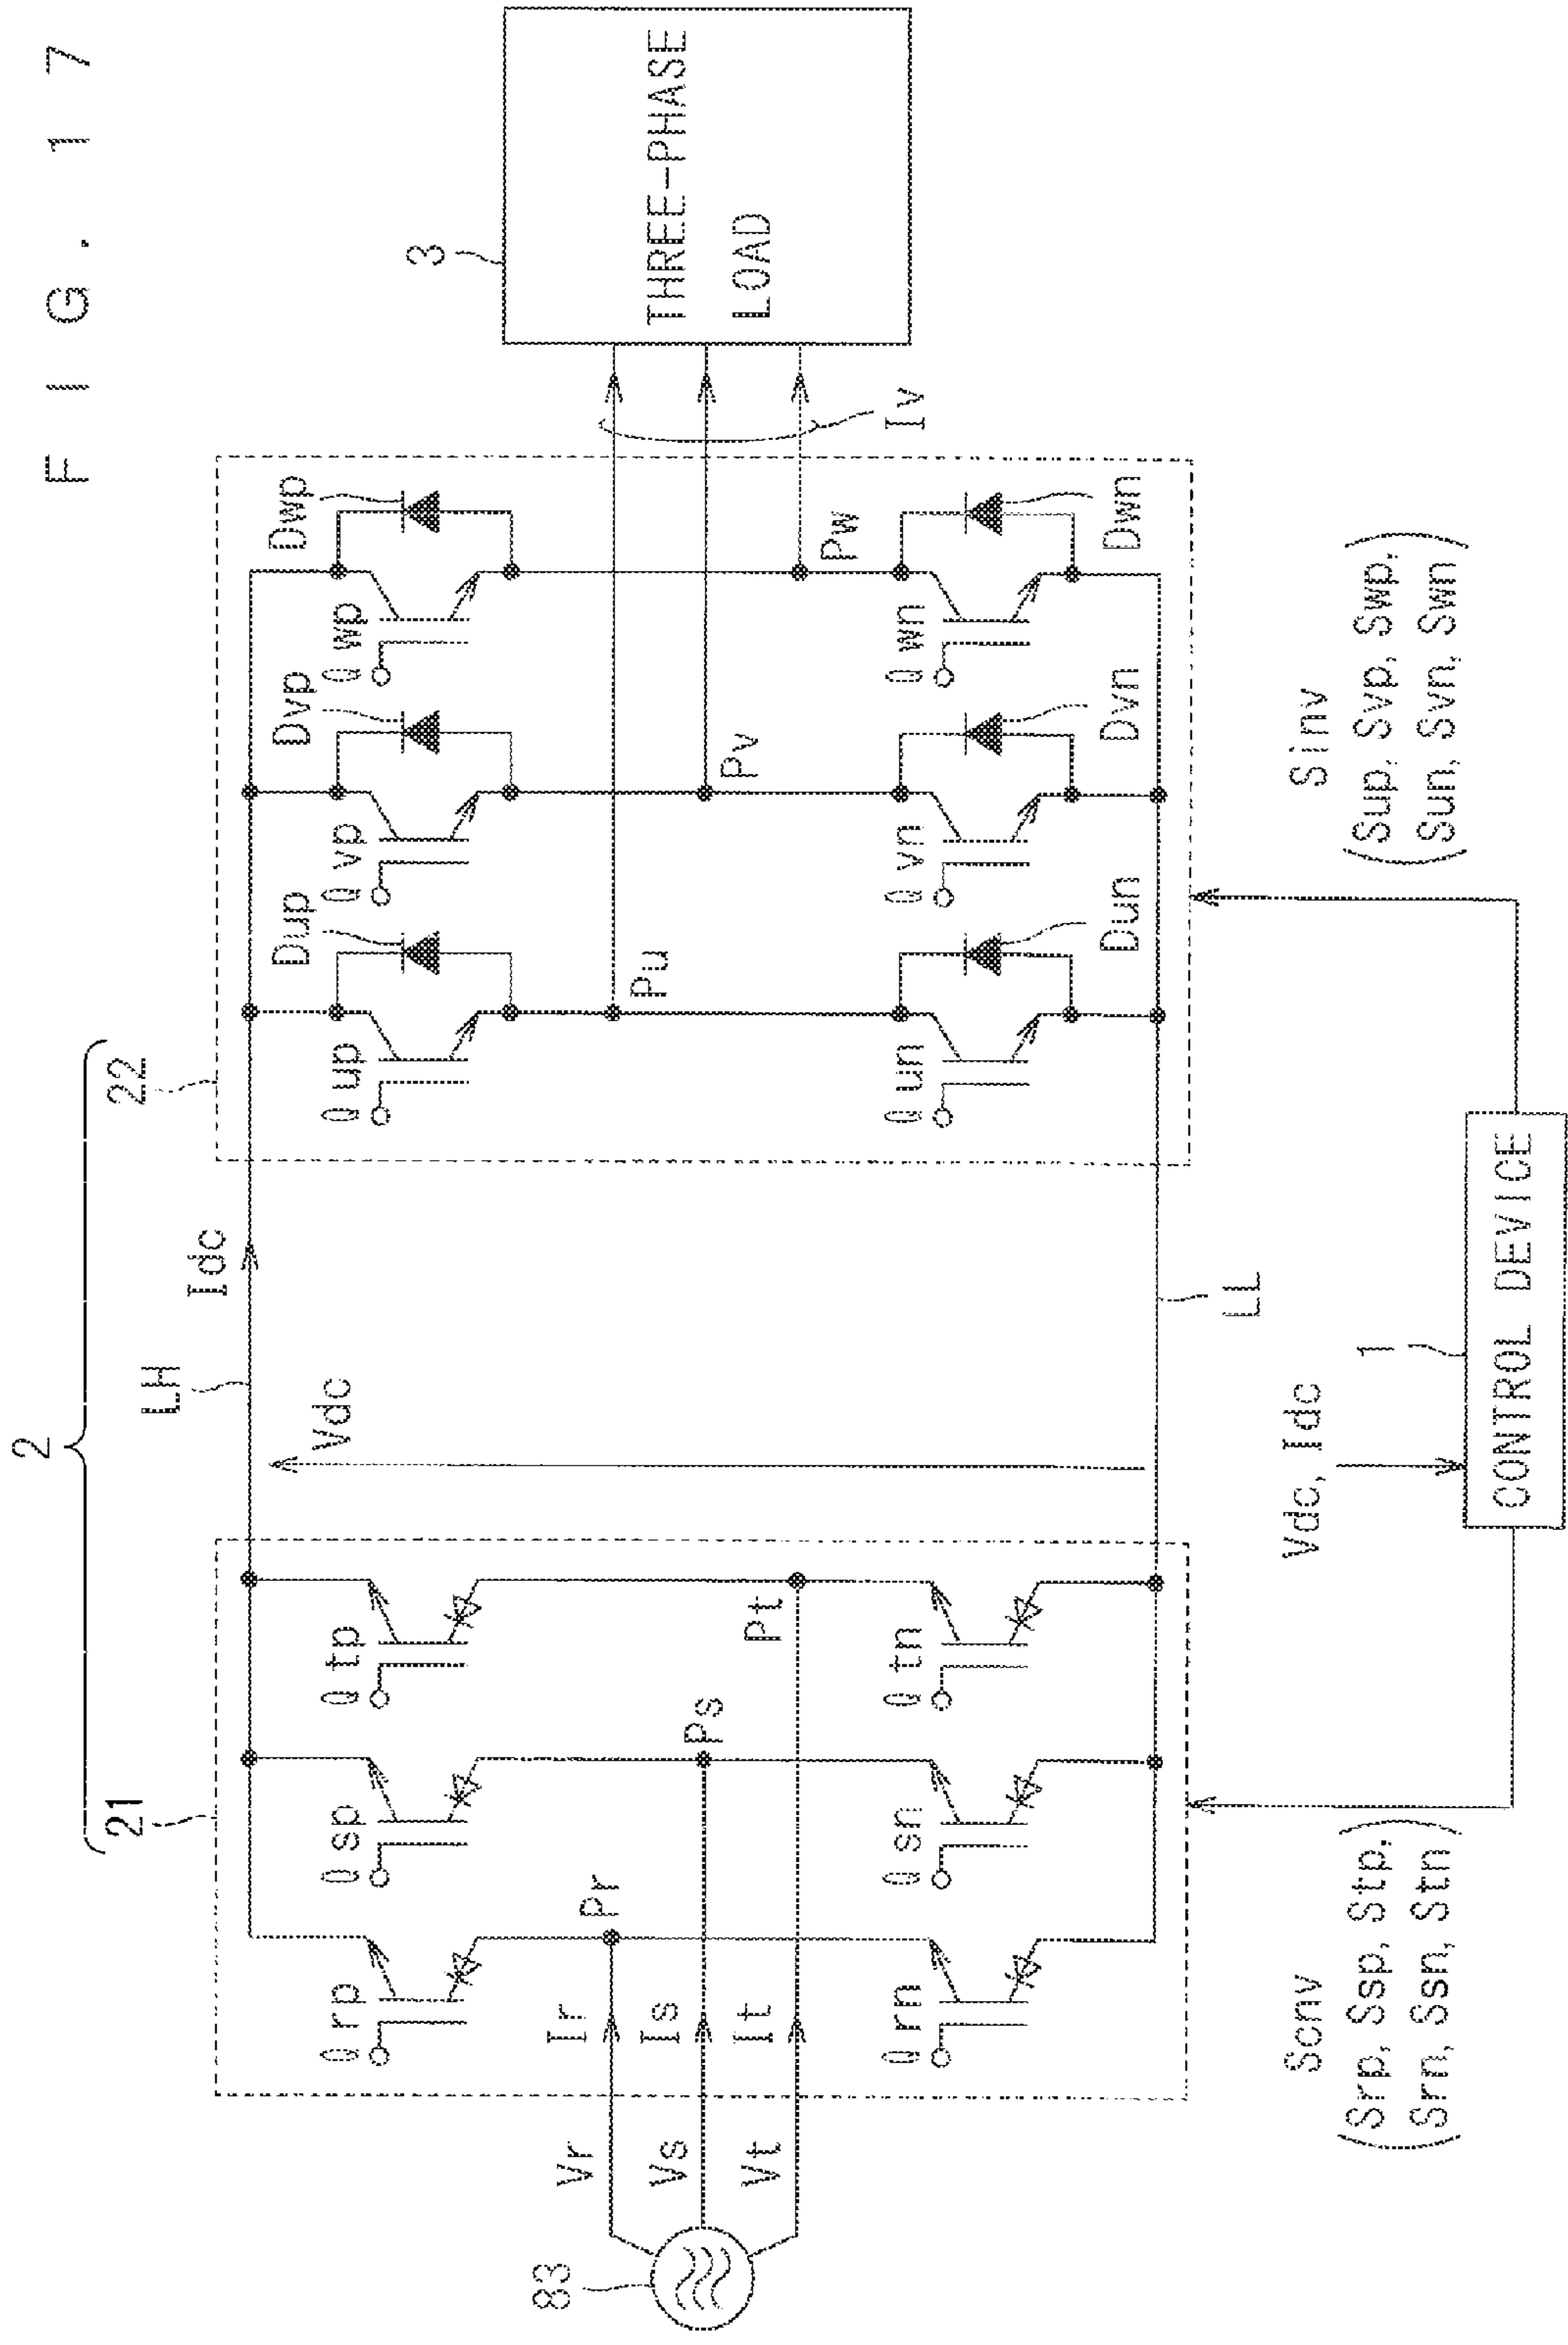 FIG. 17
2
21
22
LH
Idc
Vdc
LL
83
Vr
Vs
Vt
Ir
Is
It
Pr
Ps
Pt
Qrp
Qsp
Qtp
Qrn
Qsn
Qtn
Qup
Qvp
Qwp
Dup
Dvp
Dwp
Pu
Pv
Pw
Qun
Qvn
Qwn
Dun
Dvn
Dwn
Iv
3
THREE-PHASE
LOAD
Scnv
(Srp, Ssp, Stp,
Srn, Ssn, Stn)
Vdc, Idc
1
CONTROL DEVICE
Sinv
(Sup, Svp, Swp,
Sun, Svn, Swn)